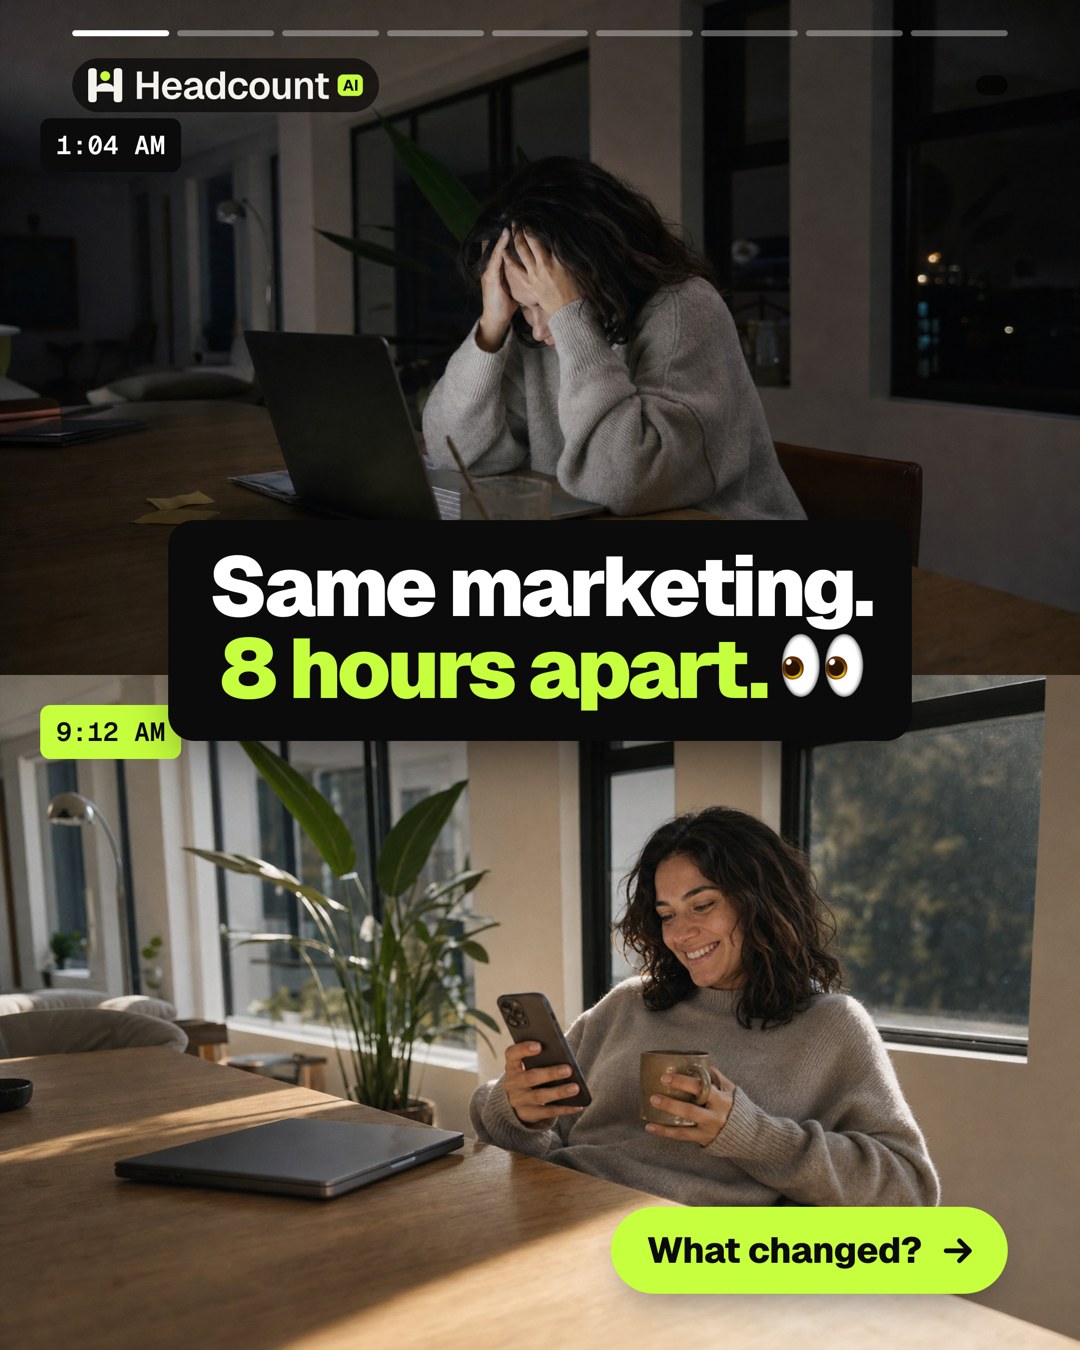 Headcount AI
1:04 AM
Same marketing.
8 hours apart. 👀
9:12 AM
What changed? →